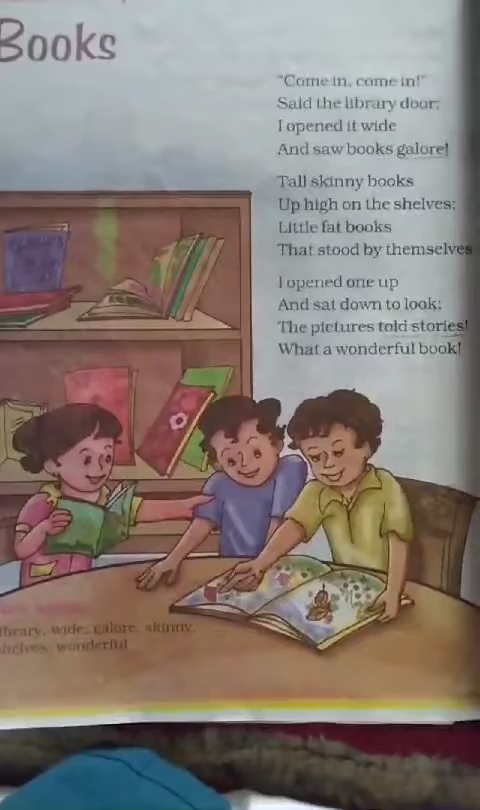 Books
"Come in, come in!"
Said the library door;
I opened it wide
And saw books galore!
Tall skinny books
Up high on the shelves;
Little fat books
That stood by themselves
I opened one up
And sat down to look;
The pictures told stories!
What a wonderful book!
library, wide, galore, skinny,
shelves, wonderful